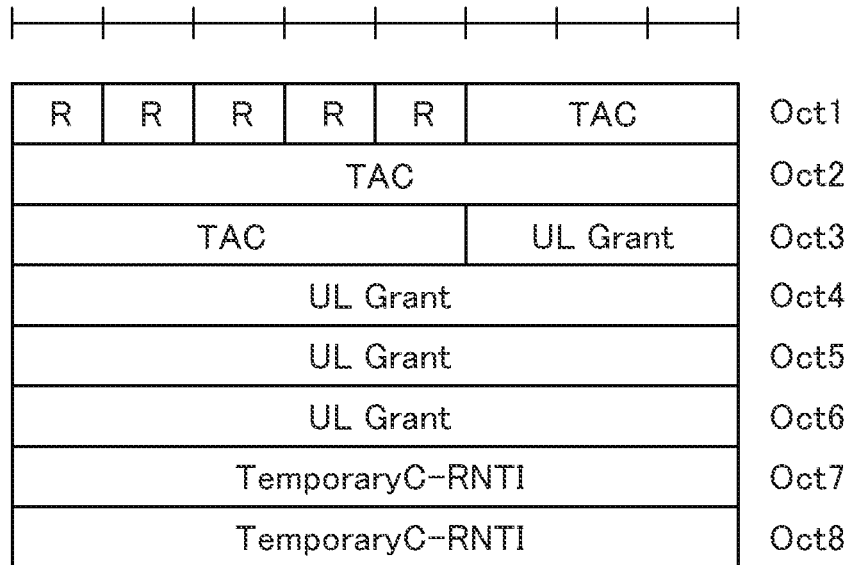 R R R R R TAC Oct1
TAC Oct2
TAC UL Grant Oct3
UL Grant Oct4
UL Grant Oct5
UL Grant Oct6
TemporaryC-RNTI Oct7
TemporaryC-RNTI Oct8